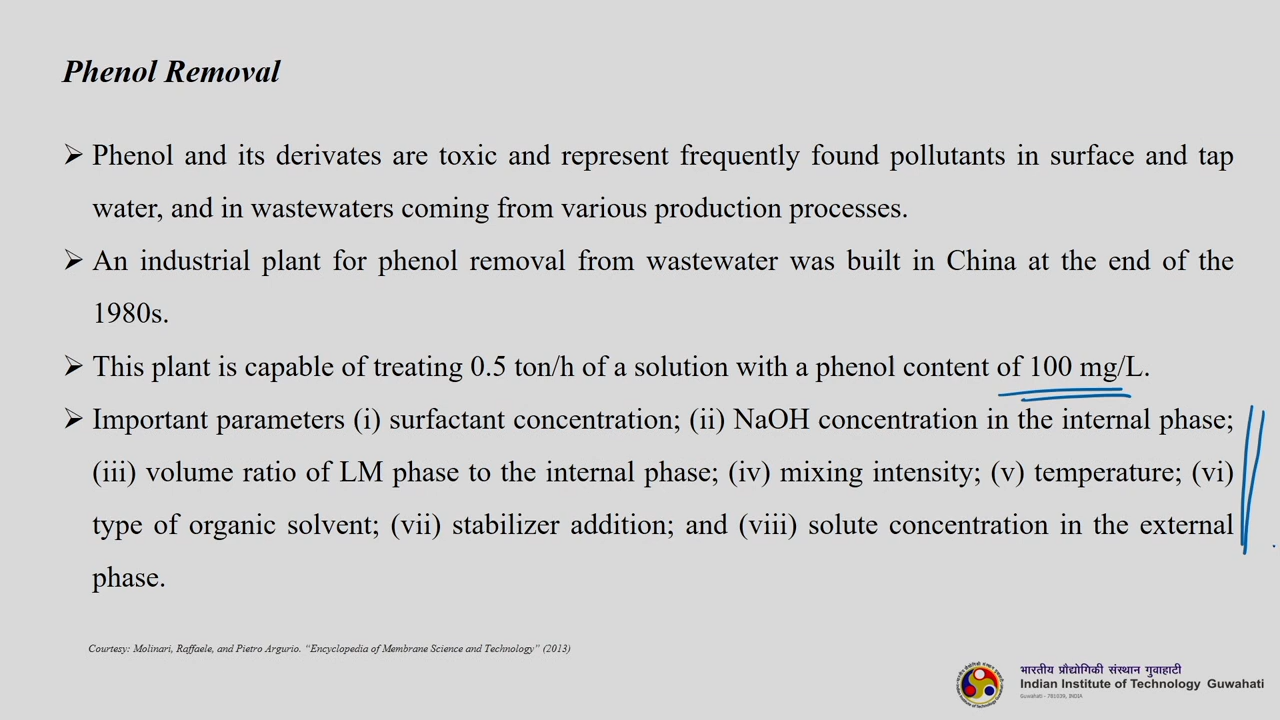 Phenol Removal
➢ Phenol and its derivates are toxic and represent frequently found pollutants in surface and tap
water, and in wastewaters coming from various production processes.
➢ An industrial plant for phenol removal from wastewater was built in China at the end of the
1980s.
➢ This plant is capable of treating 0.5 ton/h of a solution with a phenol content of 100 mg/L.
➢ Important parameters (i) surfactant concentration; (ii) NaOH concentration in the internal phase;
(iii) volume ratio of LM phase to the internal phase; (iv) mixing intensity; (v) temperature; (vi)
type of organic solvent; (vii) stabilizer addition; and (viii) solute concentration in the external
phase.
Courtesy: Molinari, Raffaele, and Pietro Argurio. “Encyclopedia of Membrane Science and Technology” (2013)
भारतीय प्रौद्योगिकी संस्थान गुवाहाटी
Indian Institute of Technology Guwahati
Guwahati - 781039, INDIA